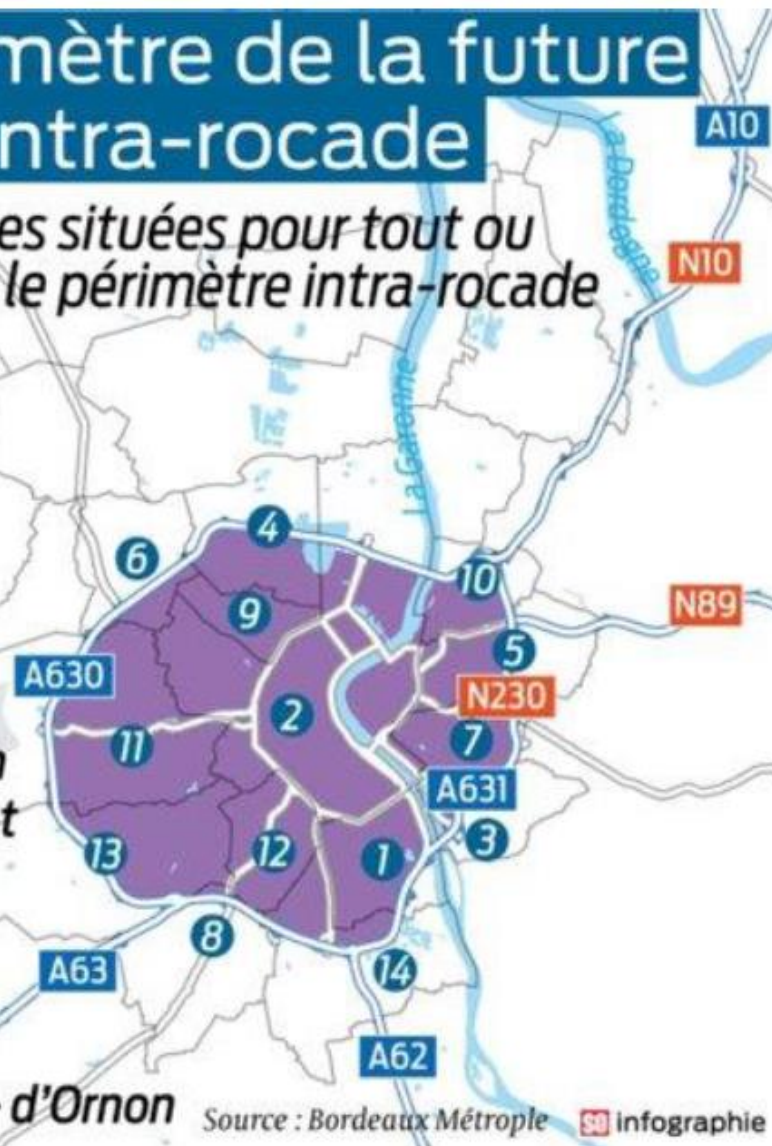 mètre de la future
ntra-rocade
A10
La Dordogne
es situées pour tout ou
N10
le périmètre intra-rocade
La Garonne
4
6
10
9
N89
5
A630
N230
2
11
7
n
A631
t
13
12
1
3
8
A63
14
A62
d'Ornon
Source : Bordeaux Métrople
SO infographie